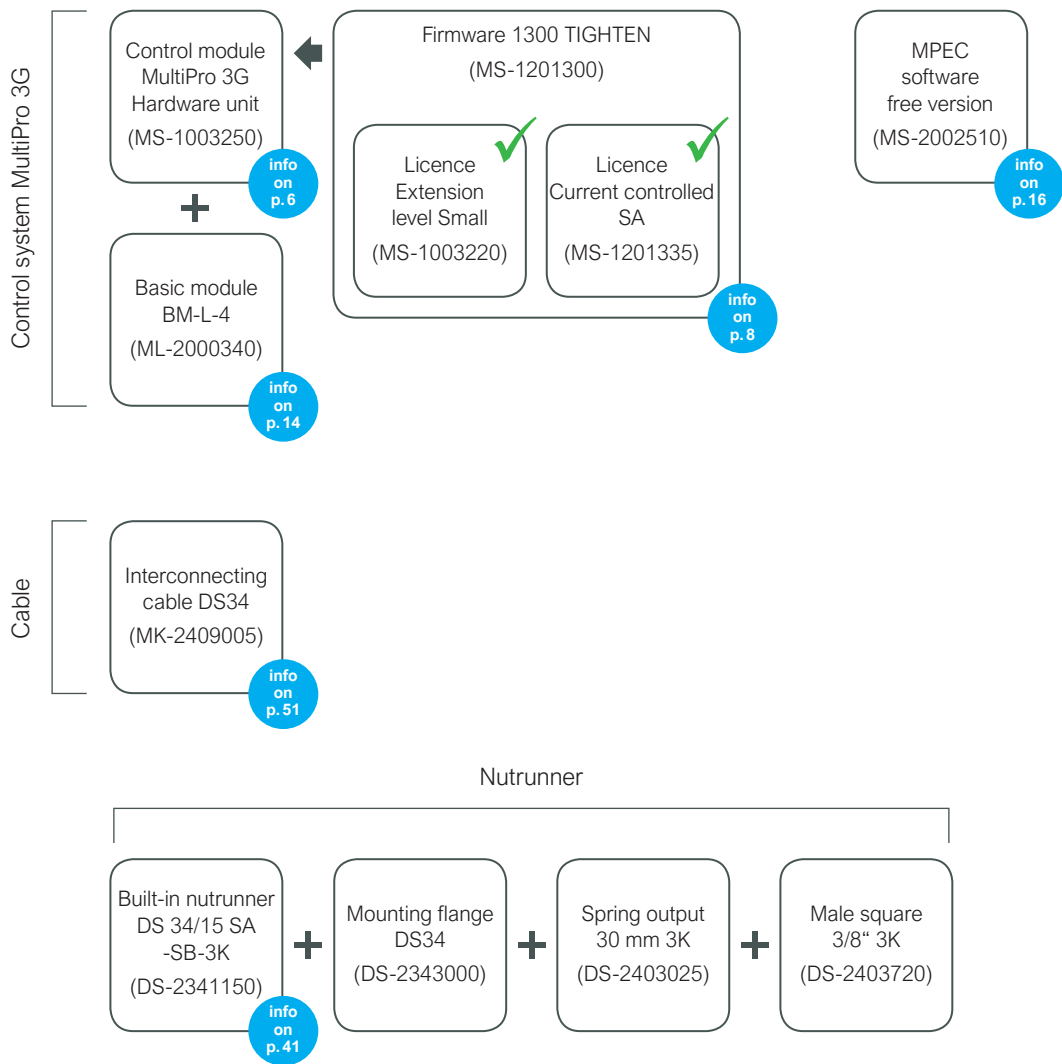 Control system MultiPro 3G
Control module
MultiPro 3G
Hardware unit
(MS-1003250)
info
on
p. 6
+
Basic module
BM-L-4
(ML-2000340)
info
on
p. 14
Firmware 1300 TIGHTEN
(MS-1201300)
Licence
Extension
level Small
(MS-1003220)
Licence
Current controlled
SA
(MS-1201335)
info
on
p. 8
MPEC
software
free version
(MS-2002510)
info
on
p. 16
Cable
Interconnecting
cable DS34
(MK-2409005)
info
on
p. 51
Nutrunner
Built-in nutrunner
DS 34/15 SA
-SB-3K
(DS-2341150)
info
on
p. 41
+
Mounting flange
DS34
(DS-2343000)
+
Spring output
30 mm 3K
(DS-2403025)
+
Male square
3/8“ 3K
(DS-2403720)